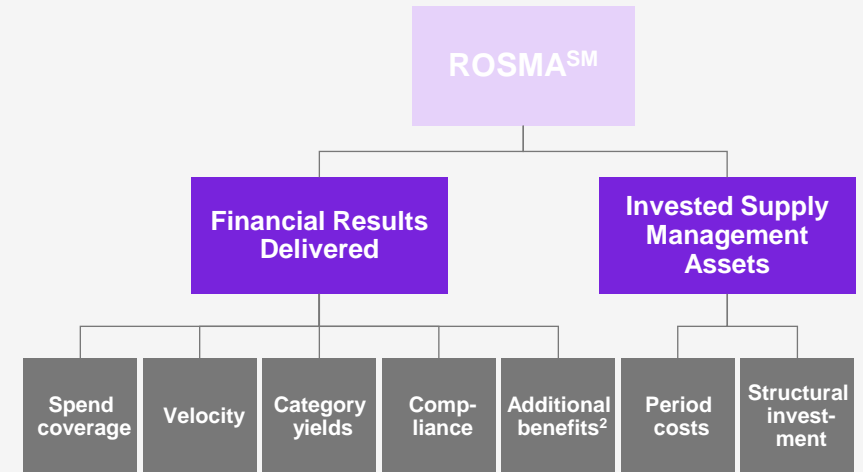 ROSMA℠
Financial Results
Delivered
Invested Supply
Management
Assets
Spend
coverage
Velocity
Category
yields
Comp-
liance
Additional
benefits²
Period
costs
Structural
invest-
ment